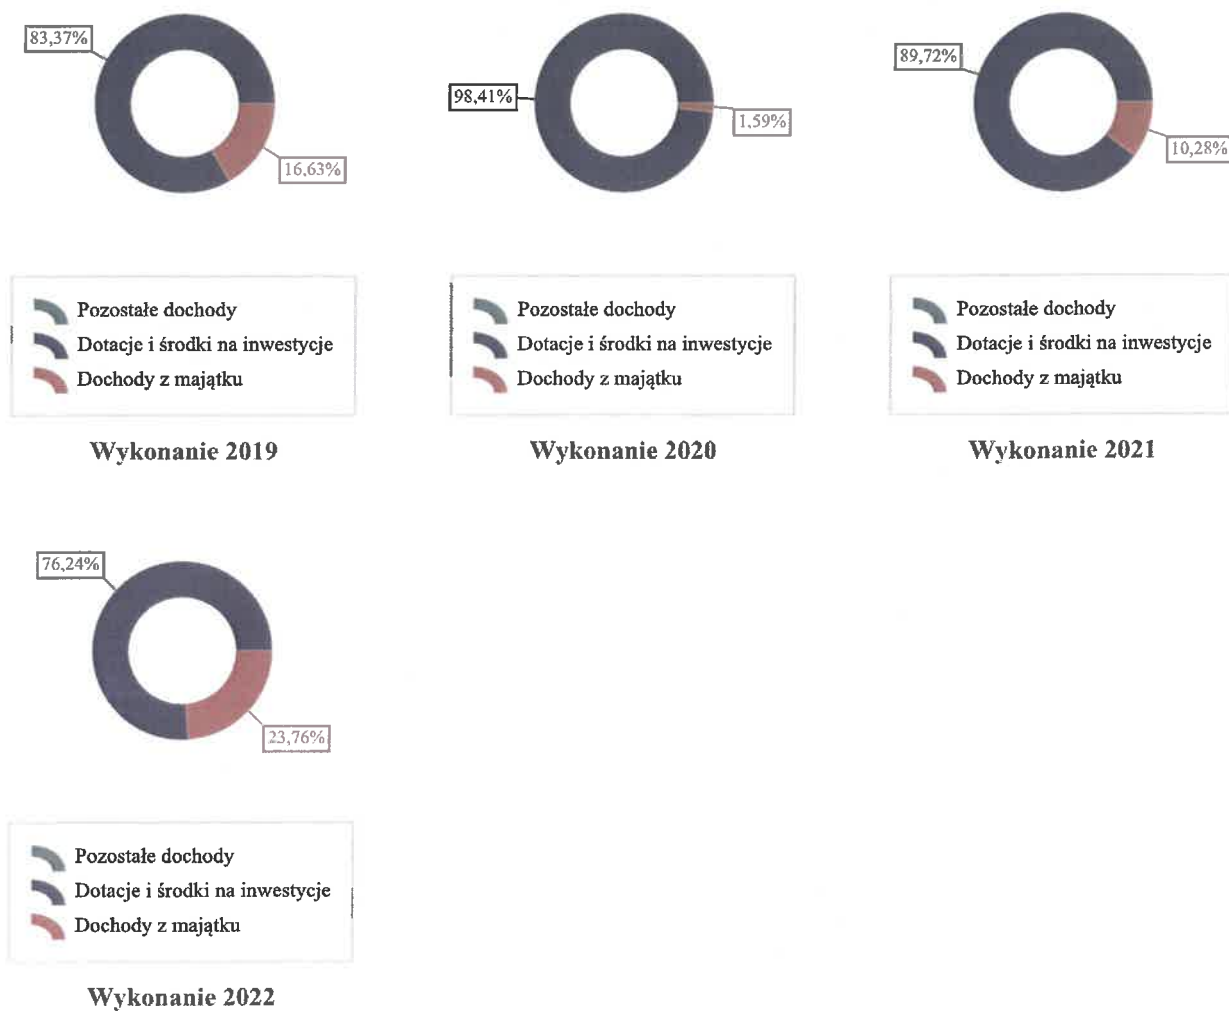 83,37%
16,63%
Pozostałe dochody
Dotacje i środki na inwestycje
Dochody z majątku
Wykonanie 2019
98,41%
1,59%
Pozostałe dochody
Dotacje i środki na inwestycje
Dochody z majątku
Wykonanie 2020
89,72%
10,28%
Pozostałe dochody
Dotacje i środki na inwestycje
Dochody z majątku
Wykonanie 2021
76,24%
23,76%
Pozostałe dochody
Dotacje i środki na inwestycje
Dochody z majątku
Wykonanie 2022